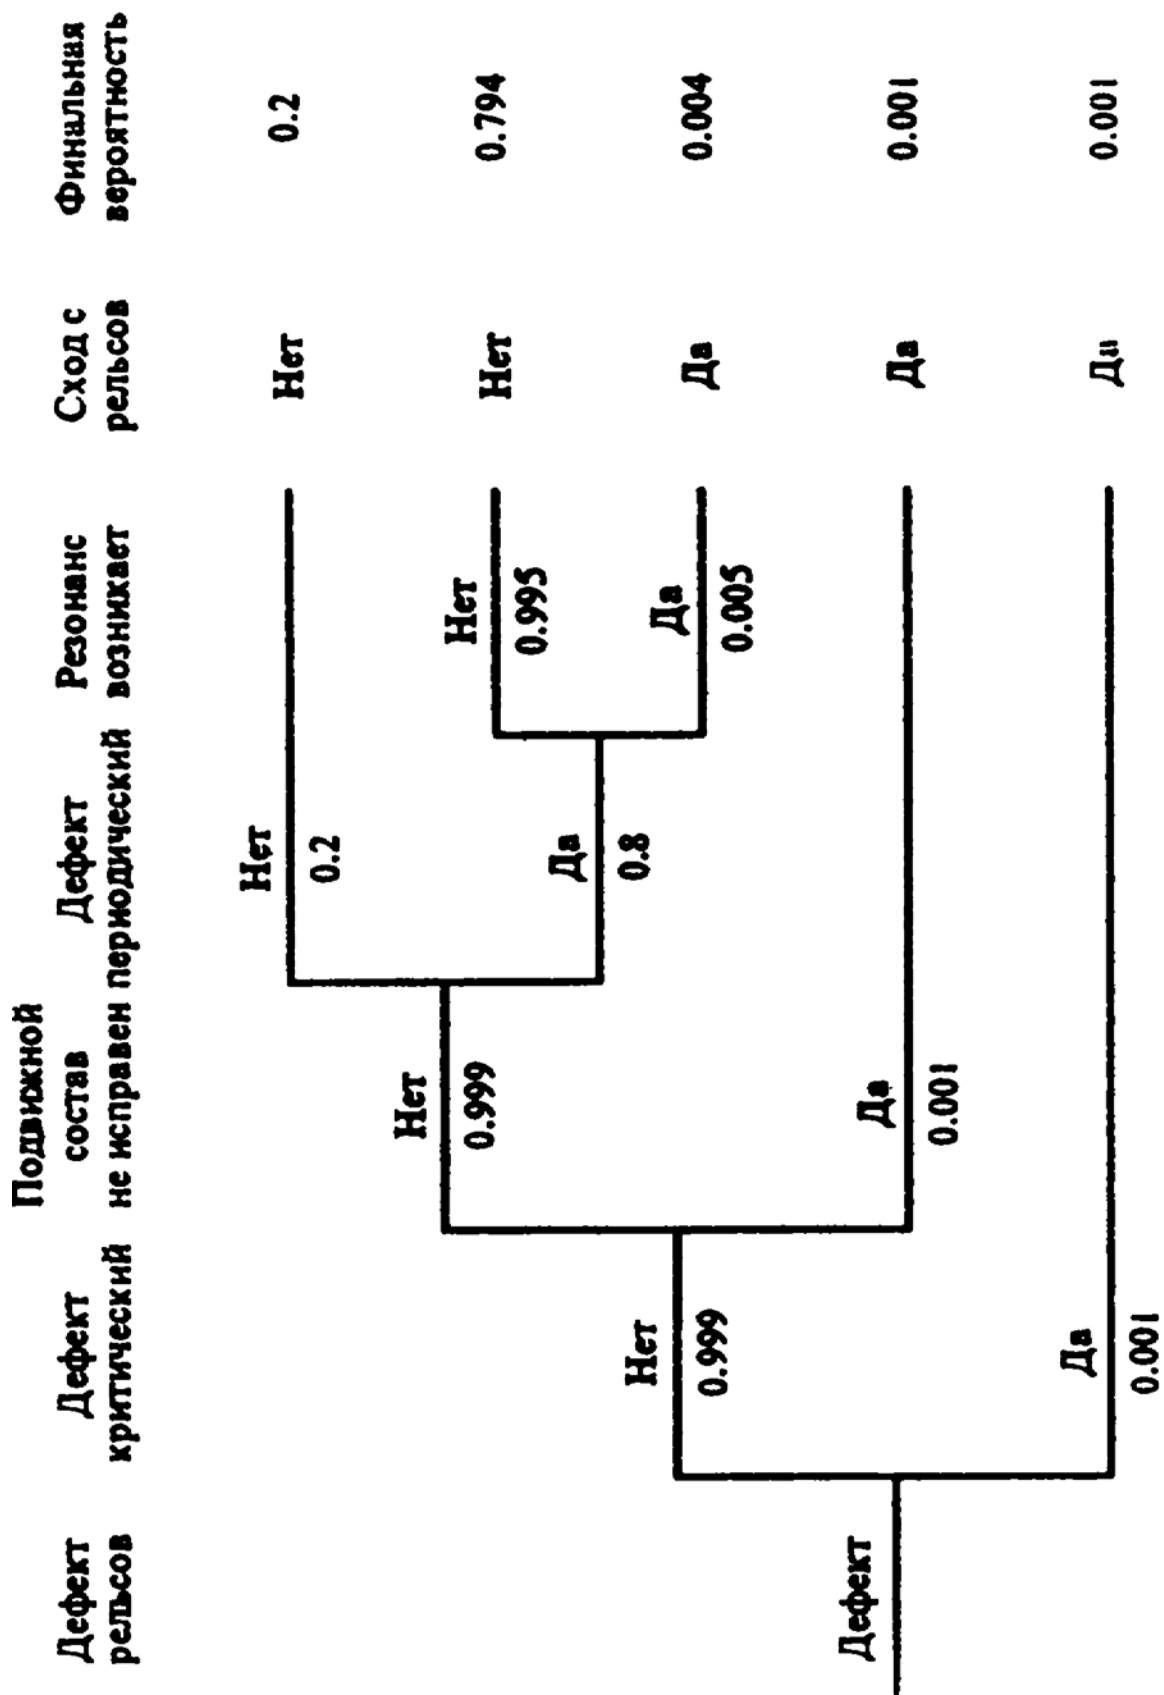 Дефект
рельсов
Дефект
критический
Подвижной
состав
не исправен
Дефект
периодический
Резонанс
возникает
Сход с
рельсов
Финальная
вероятность
Нет
0.2
Нет
0.2
Нет
0.995
Нет
0.794
Нет
0.999
Да
0.8
Да
0.005
Да
0.004
Нет
0.999
Да
0.001
Да
0.001
Дефект
Да
0.001
Да
0.001